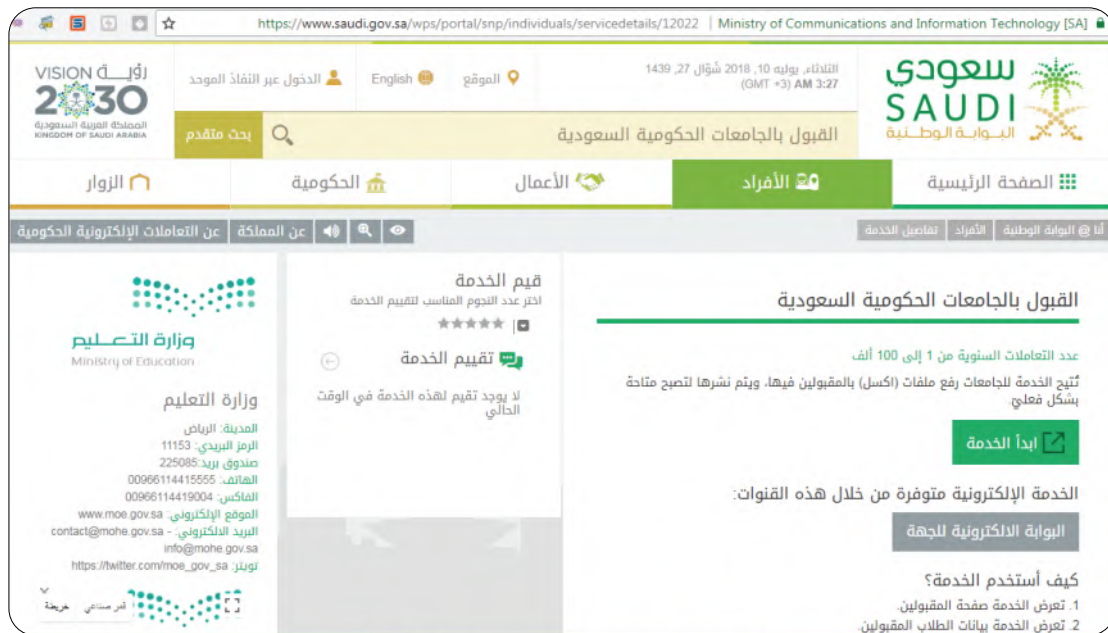 https://www.saudi.gov.sa/wps/portal/snp/individuals/servicedetails/12022 | Ministry of Communications and Information Technology [SA]
سعودي
SAUDI
البـوابـة الوطـنية
الثلاثاء, يوليه 10, 2018 شوّال 27, 1439
(GMT +3) AM 3:27
الموقع
English
الدخول عبر النفاذ الموحد
VISION رؤيـــة
2030
المملكة العربية السعودية
KINGDOM OF SAUDI ARABIA
القبول بالجامعات الحكومية السعودية
بحث متقدم
الصفحة الرئيسية
الأفراد
الأعمال
الحكومية
الزوار
أنا @ البوابة الوطنية
الأفراد
تفاصيل الخدمة
عن المملكة
عن التعاملات الإلكترونية الحكومية
القبول بالجامعات الحكومية السعودية
عدد التعاملات السنوية من 1 إلى 100 ألف
تُتيح الخدمة للجامعات رفع ملفات (اكسل) بالمقبولين فيها، ويتم نشرها لتصبح متاحة
بشكل فعليّ.
ابدأ الخدمة
الخدمة الإلكترونية متوفرة من خلال هذه القنوات:
البوابة الالكترونية للجهة
كيف أستخدم الخدمة؟
1. تعرض الخدمة صفحة المقبولين.
2. تعرض الخدمة بيانات الطلاب المقبولين.
قيم الخدمة
اختر عدد النجوم المناسب لتقييم الخدمة
تقييم الخدمة
لا يوجد تقيم لهذه الخدمة في الوقت
الحالي
وزارة التعـــليم
Ministry of Education
وزارة التعليم
المدينة: الرياض
الرمز البريدي: 11153
صندوق بريد:225085
الهاتف: 00966114415555
الفاكس: 00966114419004
الموقع الإلكتروني: www.moe.gov.sa
البريد الالكتروني: - contact@mohe.gov.sa
info@mohe.gov.sa
تويتر: https://twitter.com/moe_gov_sa
خريطة
قمر صناعي